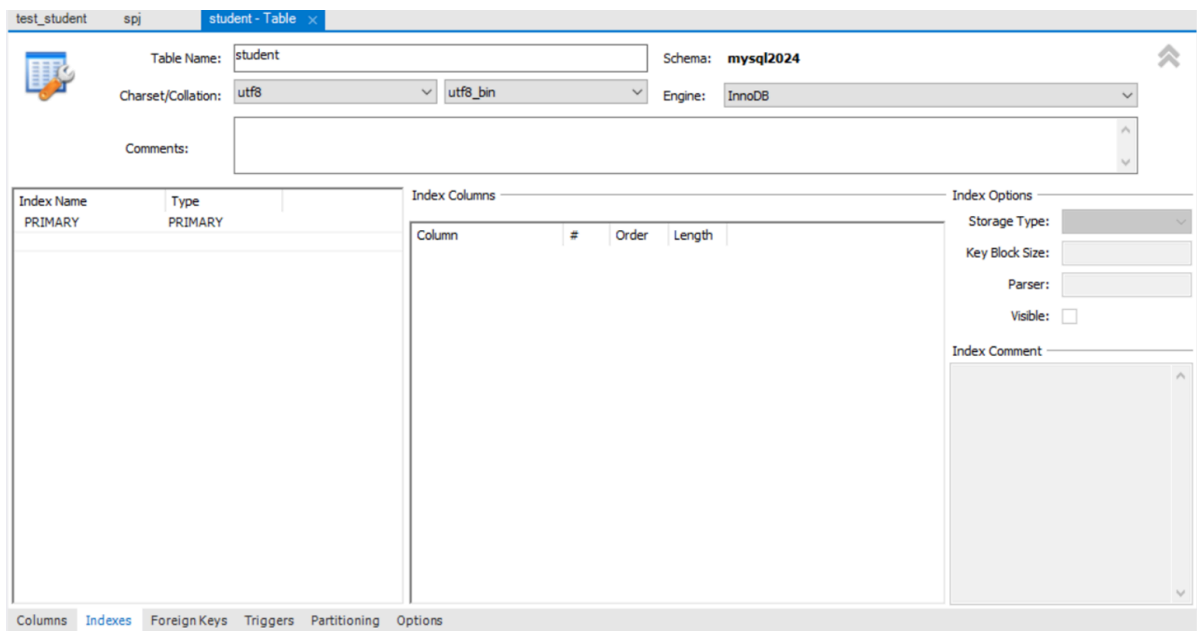 test_student spj student - Table ×
Table Name: student Schema: mysql2024
Charset/Collation: utf8 utf8_bin Engine: InnoDB
Comments:
Index Name Type
PRIMARY PRIMARY
Index Columns
Column # Order Length
Index Options
Storage Type:
Key Block Size:
Parser:
Visible:
Index Comment
Columns Indexes Foreign Keys Triggers Partitioning Options